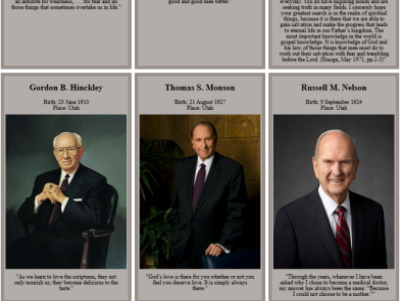 an antidote for weakness, . . . for fear and all
those things that sometimes overtake us in life."
good and good men better."
everyday. You all have inquiring minds and are
seeking truth in many fields. I sincerely hope
your greatest search is in the realm of spiritual
things, because it is there that we are able to
gain salvation and make the progress that leads
to eternal life in our Father's kingdom. The
most important knowledge in the world is
gospel knowledge. It is knowledge of God and
his law, of those things that men must do to
work out their salvation with fear and trembling
before the Lord. (Ensign, May 1971, pp.2-3)"
Gordon B. Hinckley
Birth: 23 June 1910
Place: Utah
"As we learn to love the scriptures, they not
only nourish us; they become delicious to the
taste."
Thomas S. Monson
Birth: 21 August 1927
Place: Utah
"God's love is there for you whether or not you
feel you deserve love. It is simply always
there."
Russell M. Nelson
Birth: 9 September 1924
Place: Utah
"Through the years, whenever I have been
asked why I chose to become a medical doctor,
my answer has always been the same: "Because
I could not choose to be a mother.""